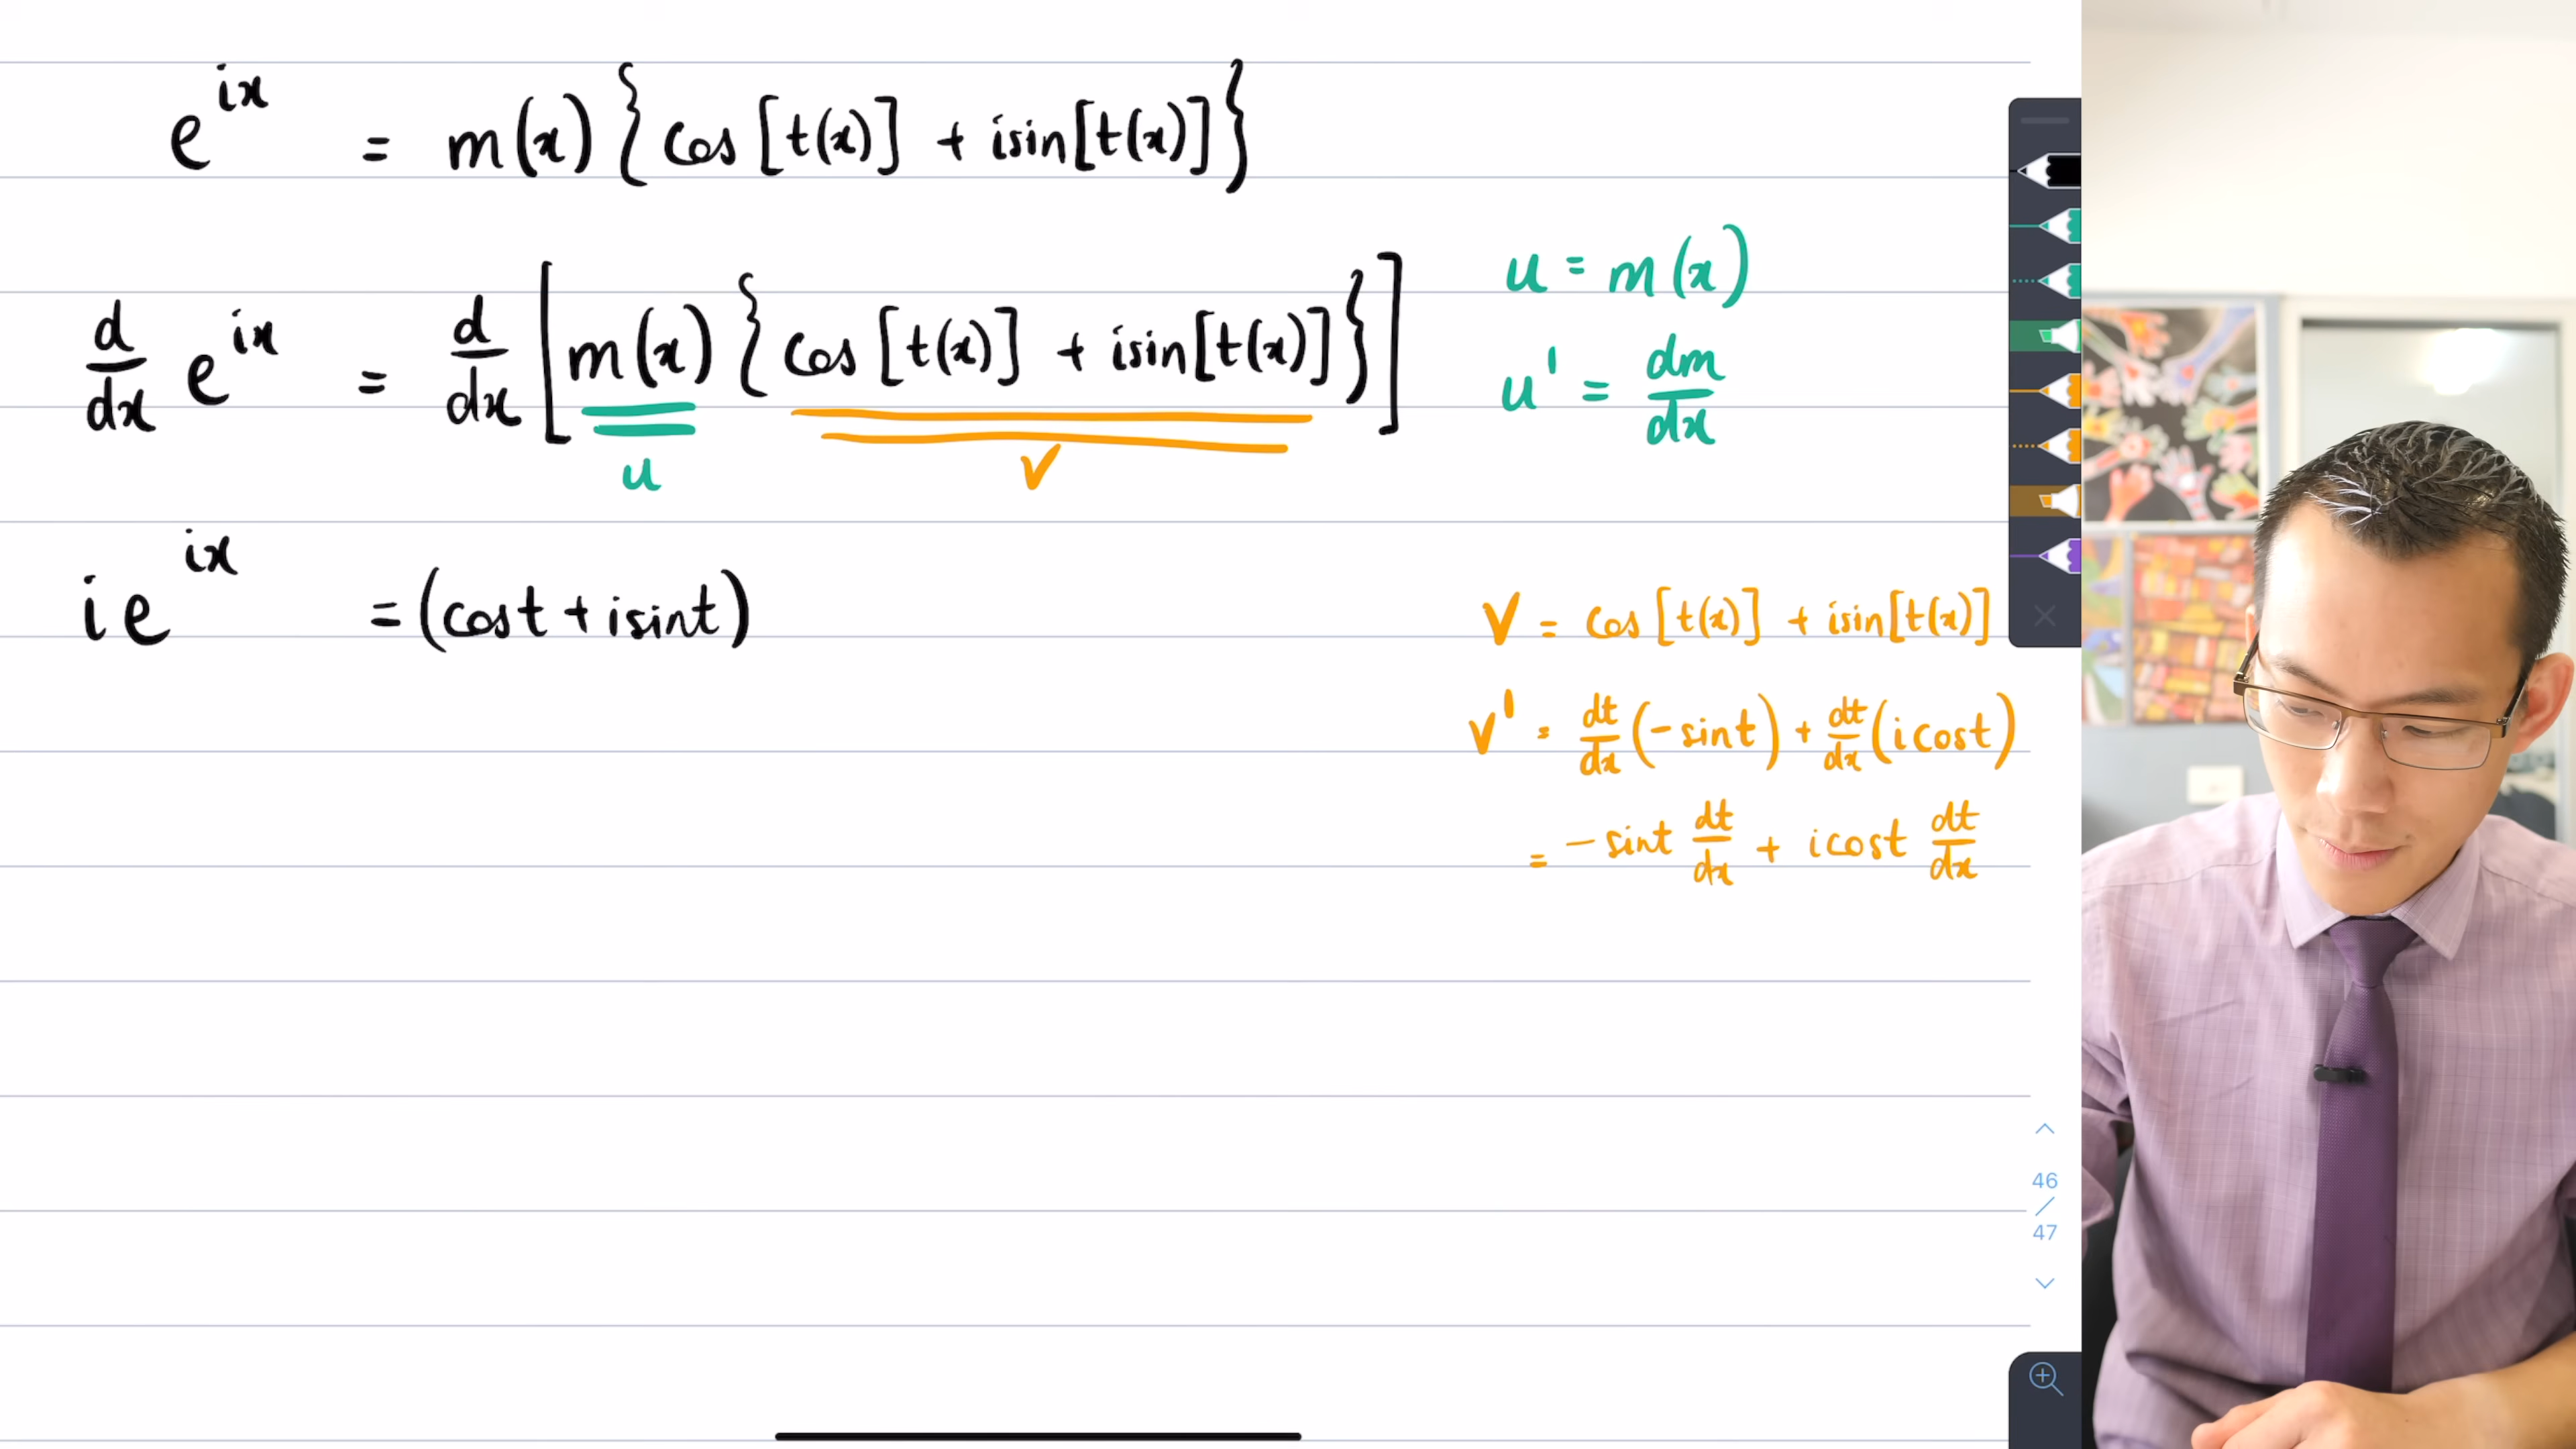 e^{ix} = m(x) { cos [t(x)] + isin[t(x)] }
d/dx e^{ix} = d/dx [ m(x) { cos [t(x)] + isin[t(x)] } ]
u
v
ie^{ix} = (cost + isint)
u = m(x)
u' = dm/dx
v = cos [t(x)] + isin[t(x)]
v' = dt/dx (-sint) + dt/dx (icost)
= -sint dt/dx + icost dt/dx
46
/
47